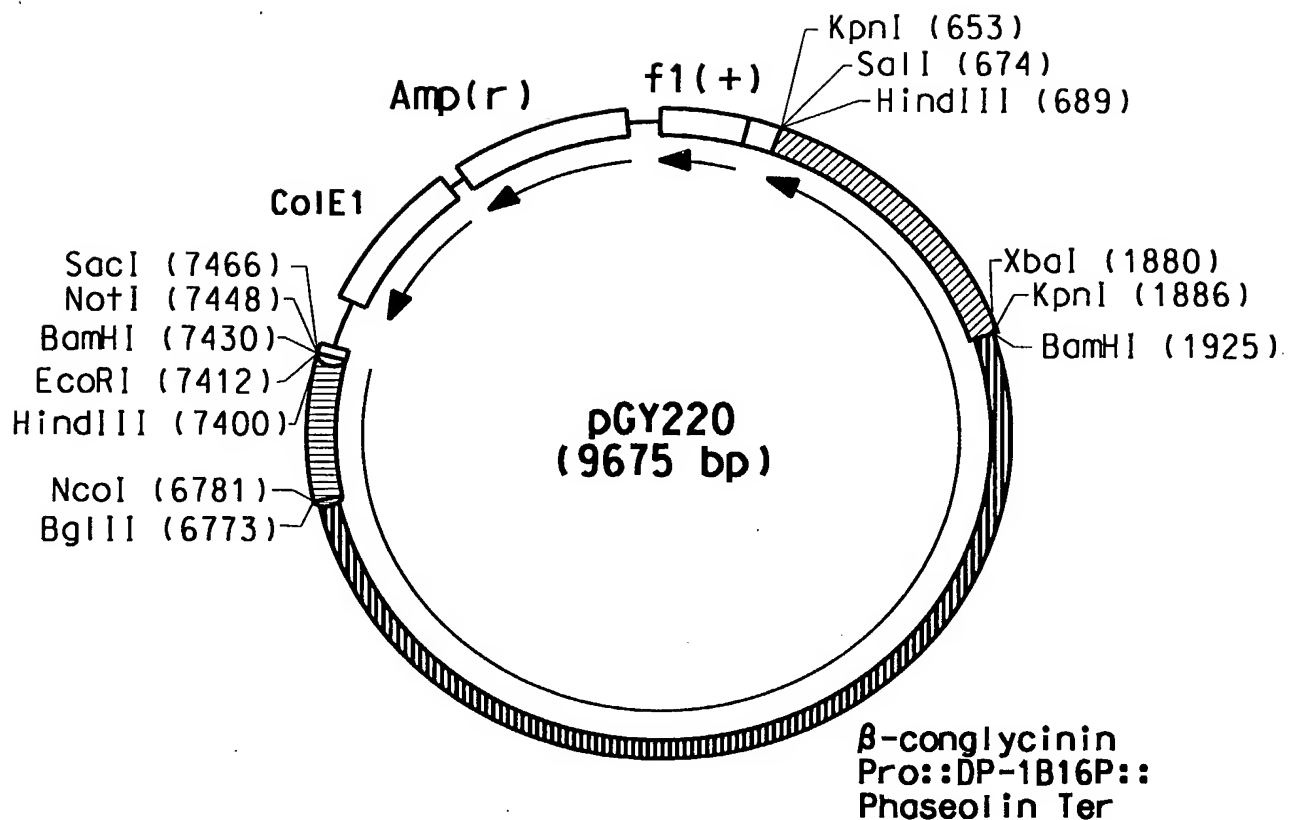 KpnI (653)
SalI (674)
HindIII (689)
f1(+)
Amp(r)
ColE1
SacI (7466)
NotI (7448)
BamHI (7430)
EcoRI (7412)
HindIII (7400)
NcoI (6781)
BglII (6773)
XbaI (1880)
KpnI (1886)
BamHI (1925)
pGY220
(9675 bp)
β-conglycinin
Pro::DP-1B16P::
Phaseolin Ter